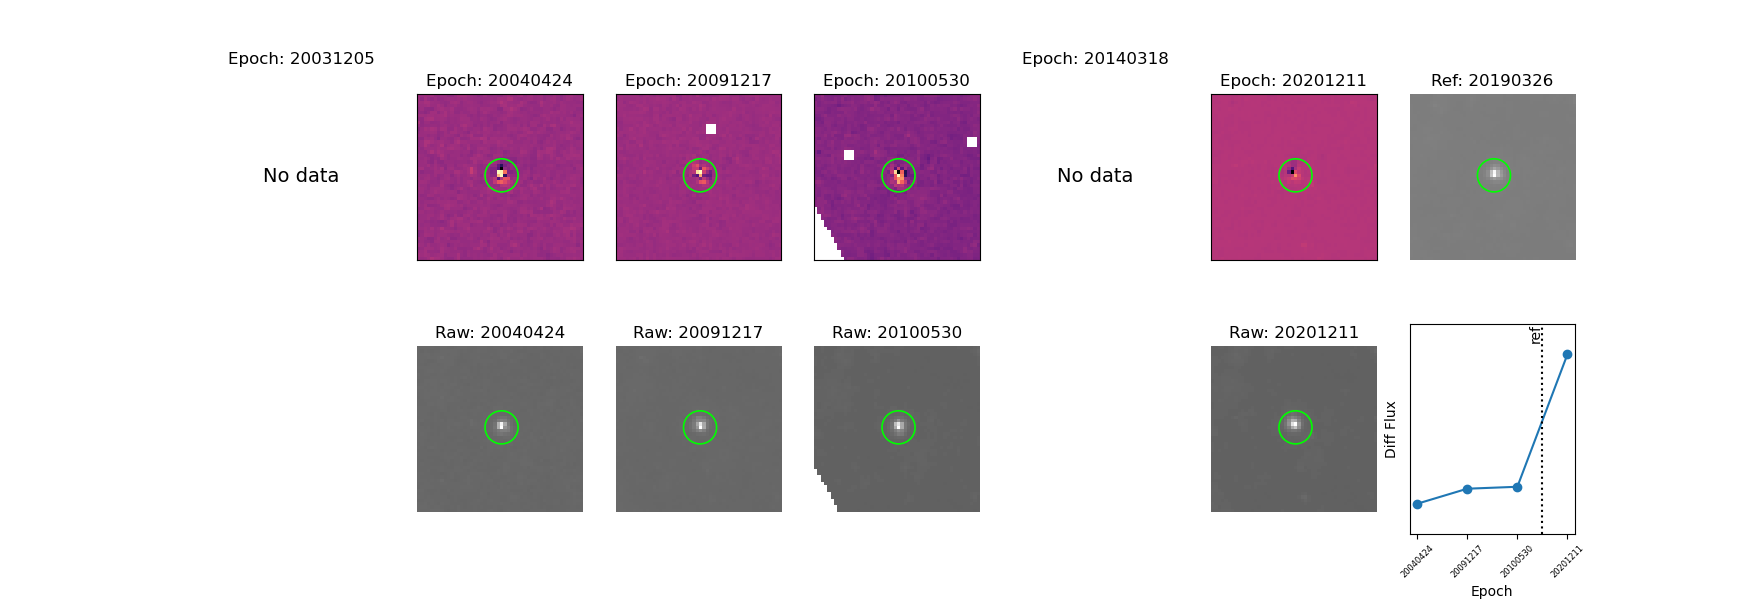 Epoch: 20031205
Epoch: 20040424
Epoch: 20091217
Epoch: 20100530
Epoch: 20140318
Epoch: 20201211
Ref: 20190326
No data
No data
Raw: 20040424
Raw: 20091217
Raw: 20100530
Raw: 20201211
ref
Diff Flux
20040424
20091217
20100530
20201211
Epoch